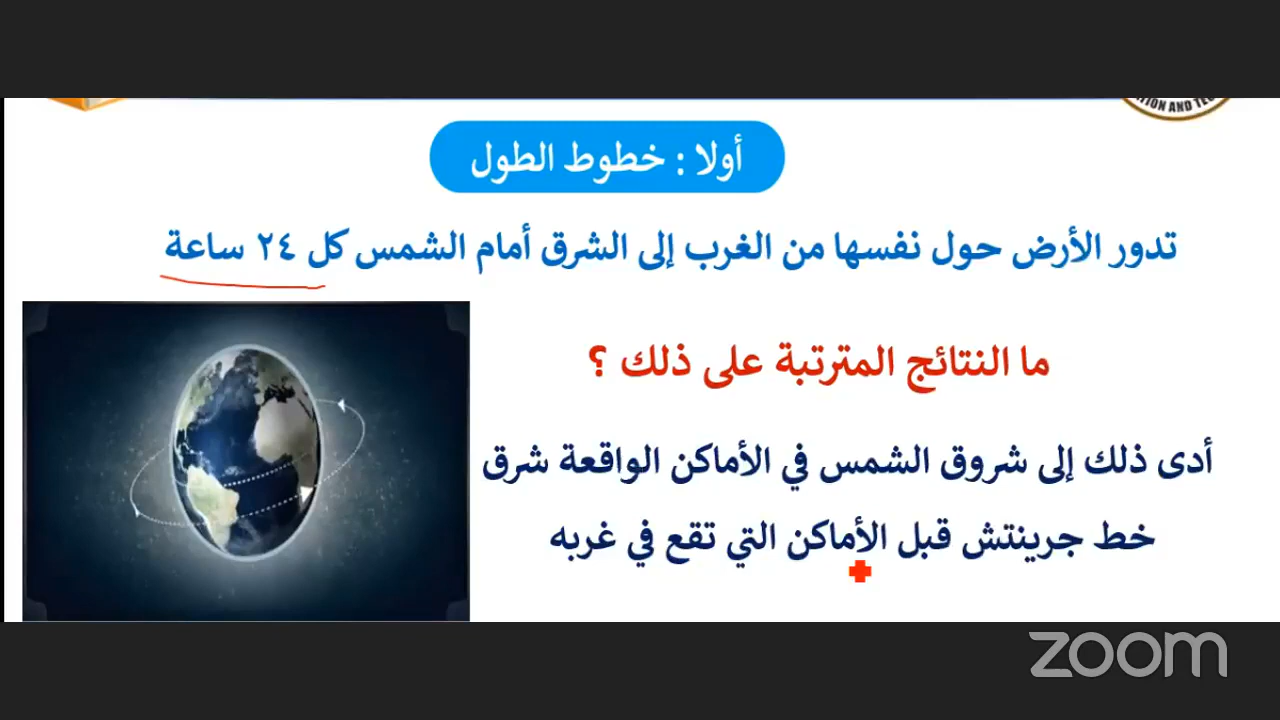 أولا : خطوط الطول
تدور الأرض حول نفسها من الغرب إلى الشرق أمام الشمس كل ٢٤ ساعة
ما النتائج المترتبة على ذلك ؟
أدى ذلك إلى شروق الشمس في الأماكن الواقعة شرق
خط جرينتش قبل الأماكن التي تقع في غربه
zoom